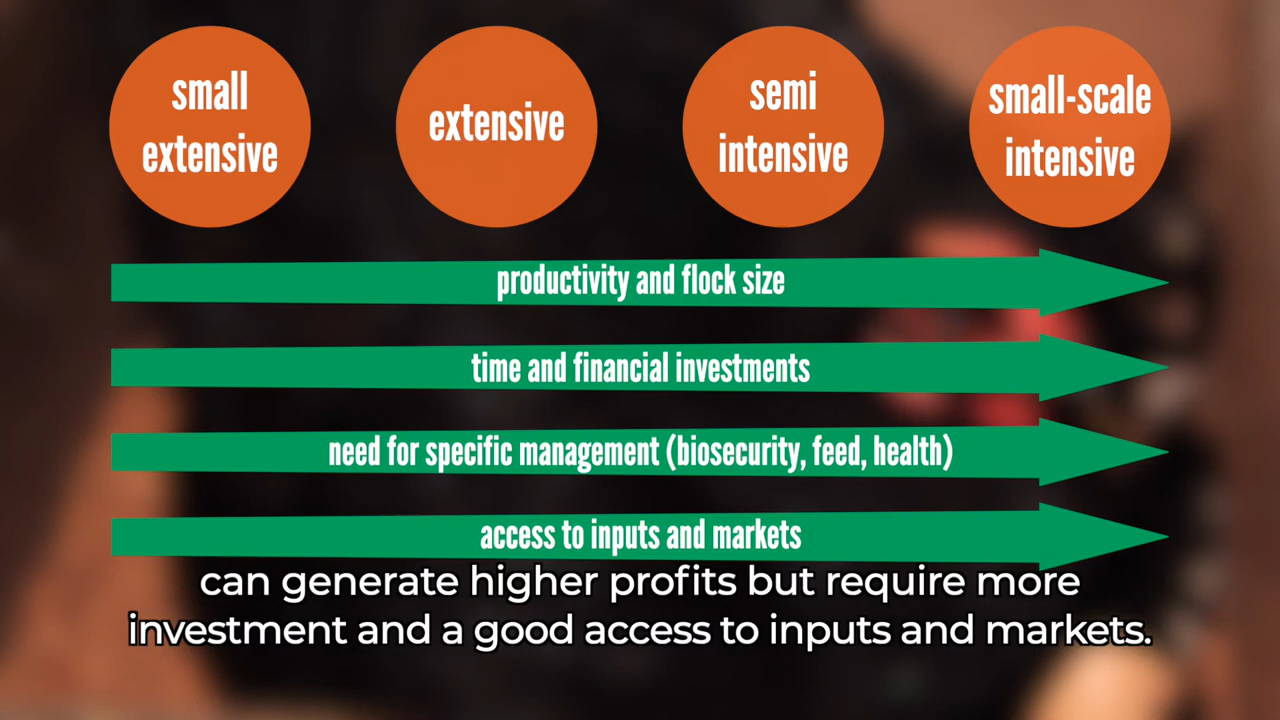 small
extensive
extensive
semi
intensive
small-scale
intensive
productivity and flock size
time and financial investments
need for specific management (biosecurity, feed, health)
access to inputs and markets
can generate higher profits but require more
investment and a good access to inputs and markets.